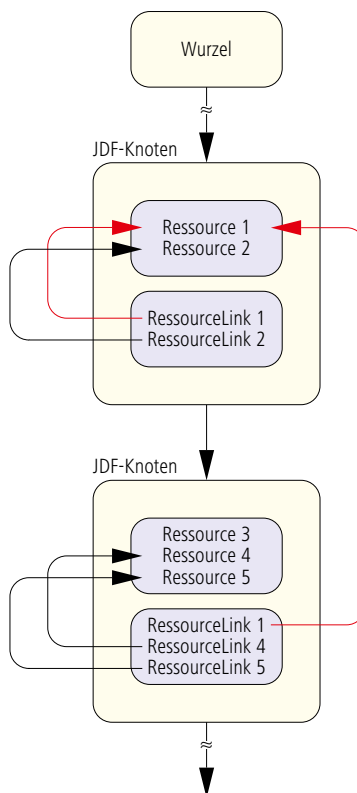 Wurzel
≈
JDF-Knoten
Ressource 1
Ressource 2
RessourceLink 1
RessourceLink 2
JDF-Knoten
Ressource 3
Ressource 4
Ressource 5
RessourceLink 1
RessourceLink 4
RessourceLink 5
≈